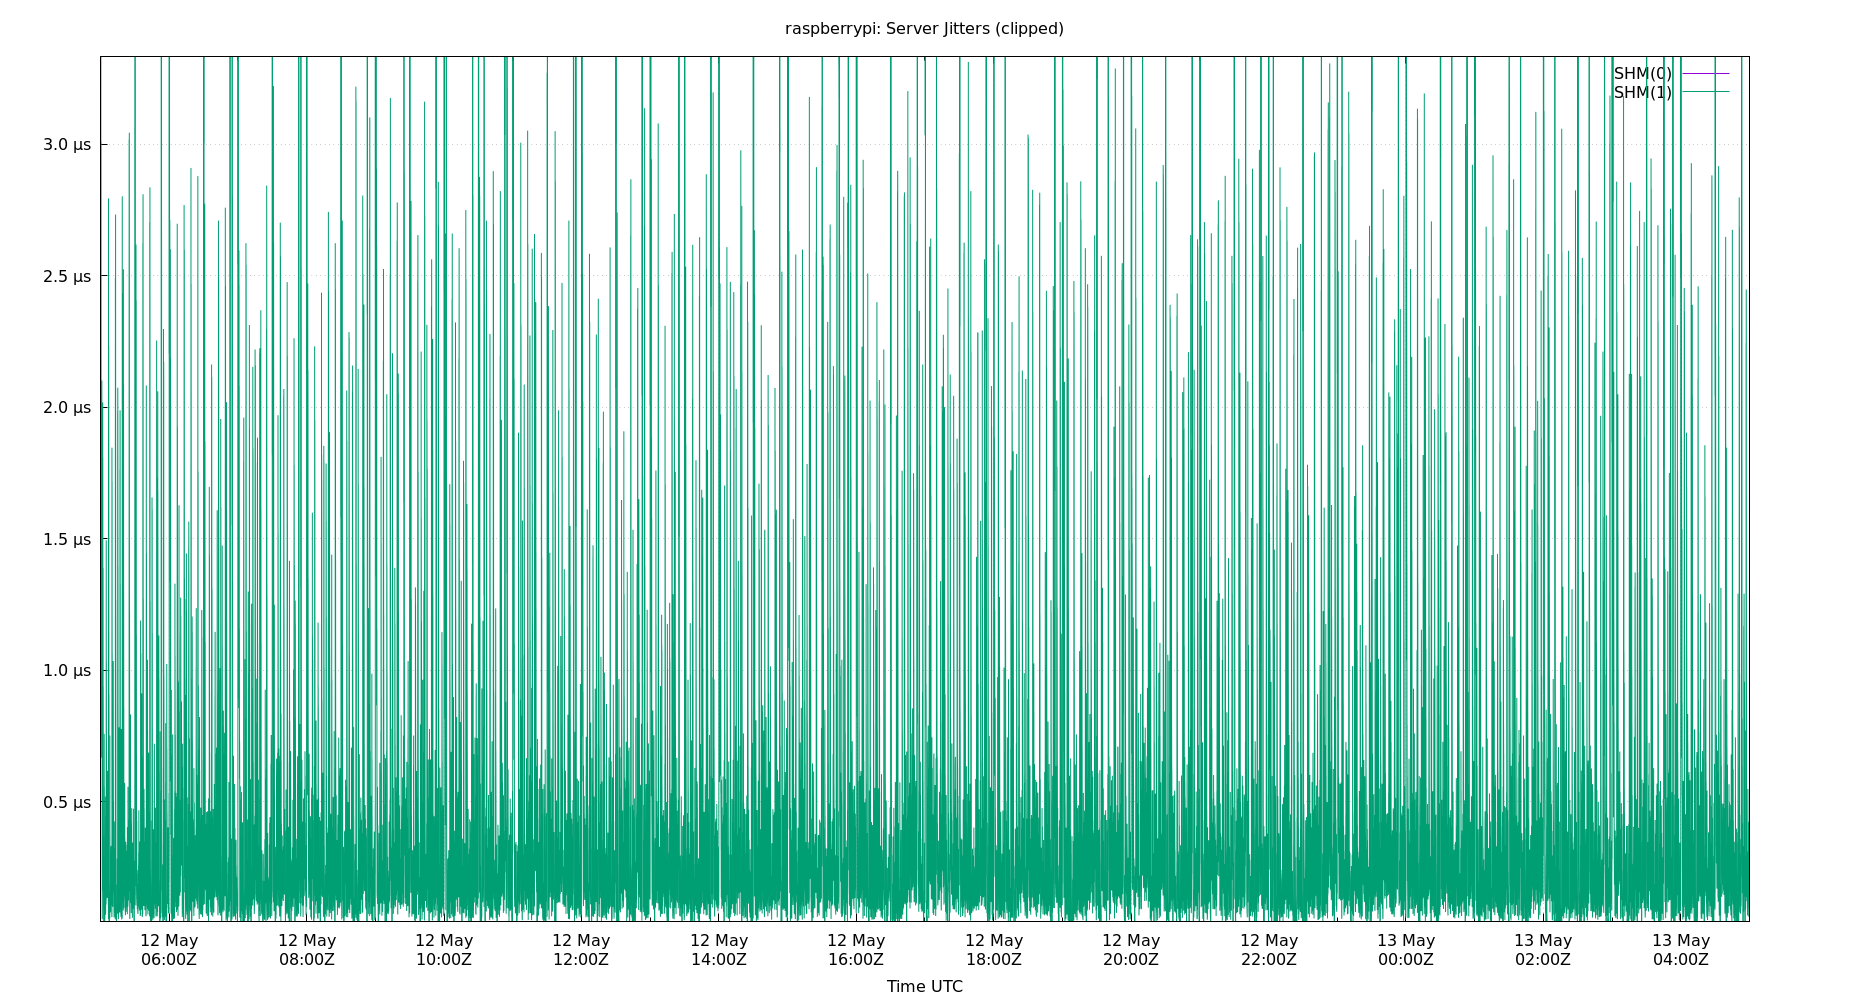 raspberrypi: Server Jitters (clipped)
SHM(0)
SHM(1)
3.0 µs
2.5 µs
2.0 µs
1.5 µs
1.0 µs
0.5 µs
12 May 12 May 12 May 12 May 12 May 12 May 12 May 12 May 12 May 13 May 13 May 13 May
06:00Z 08:00Z 10:00Z 12:00Z 14:00Z 16:00Z 18:00Z 20:00Z 22:00Z 00:00Z 02:00Z 04:00Z
Time UTC